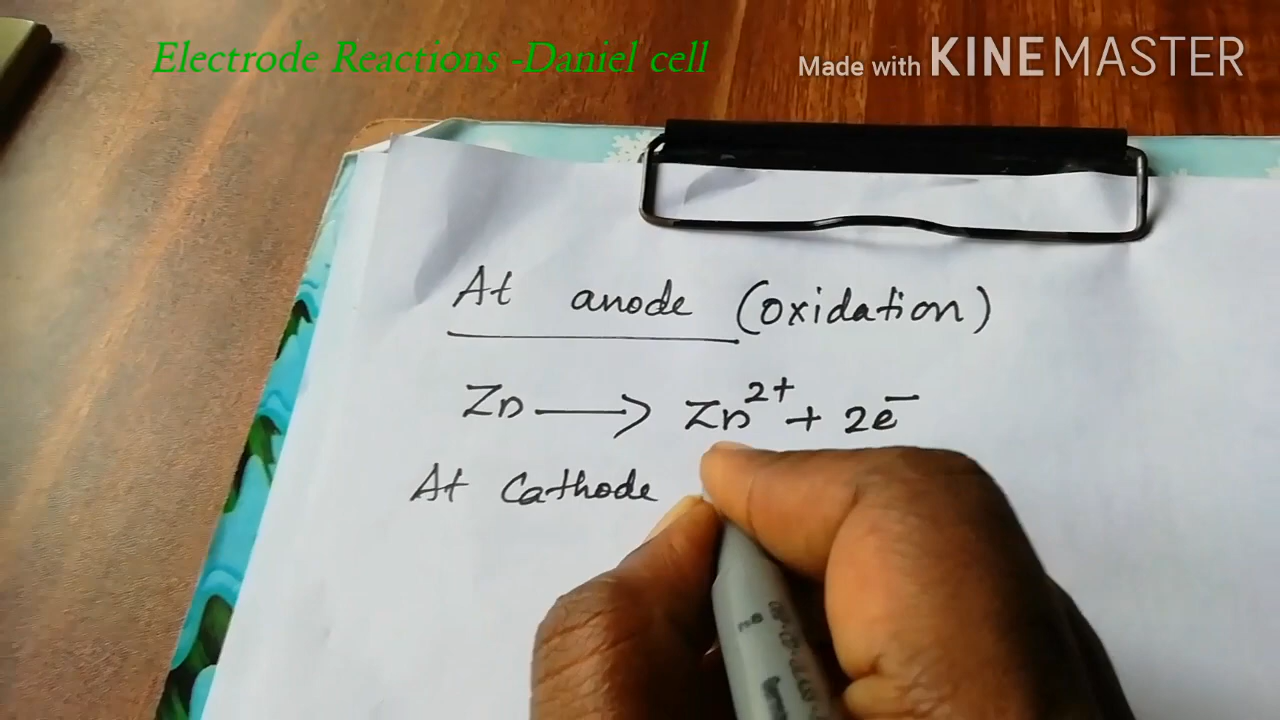 Electrode Reactions -Daniel cell
Made with KINEMASTER
At anode (oxidation)
Zn ⟶ Zn²⁺ + 2e⁻
At Cathode